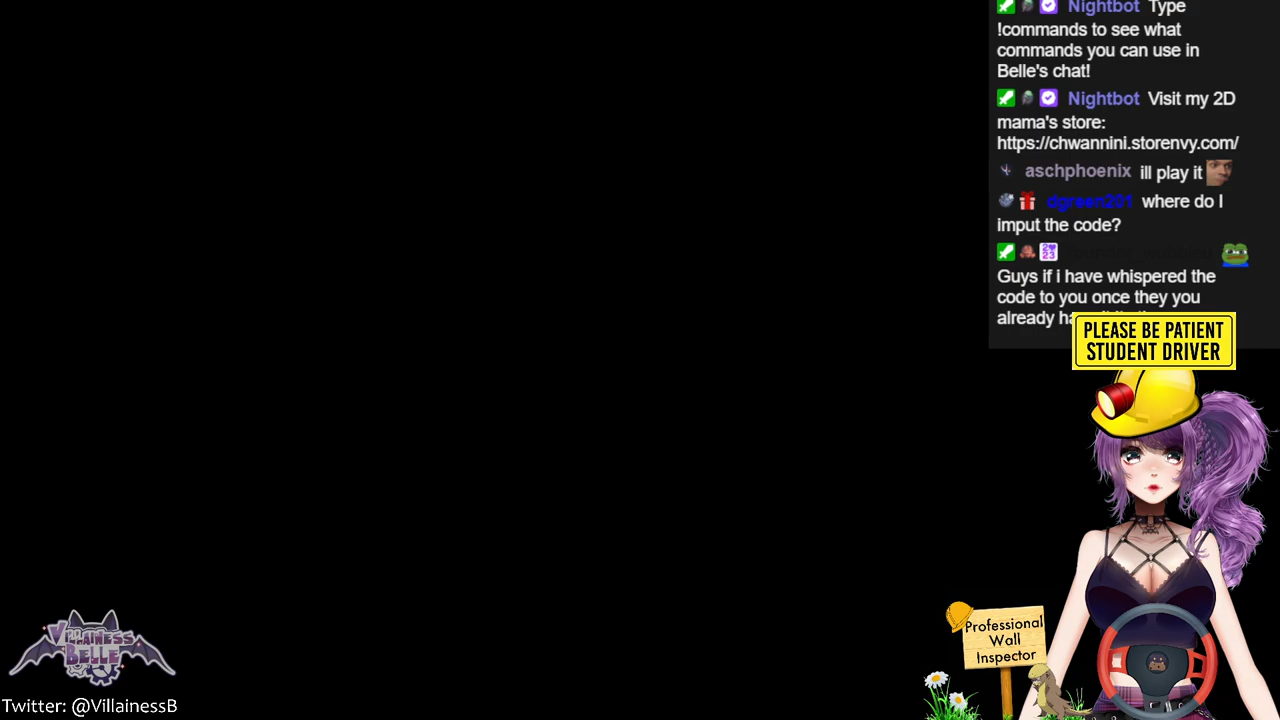 Nightbot Type
!commands to see what
commands you can use in
Belle's chat!
Nightbot Visit my 2D
mama's store:
https://chwannini.storenvy.com/
aschphoenix ill play it
dgreen201 where do I
imput the code?
Guys if i have whispered the
code to you once they you
already
PLEASE BE PATIENT
STUDENT DRIVER
Professional
Wall
Inspector
VILLAINESS
BELLE
Twitter: @VillainessB